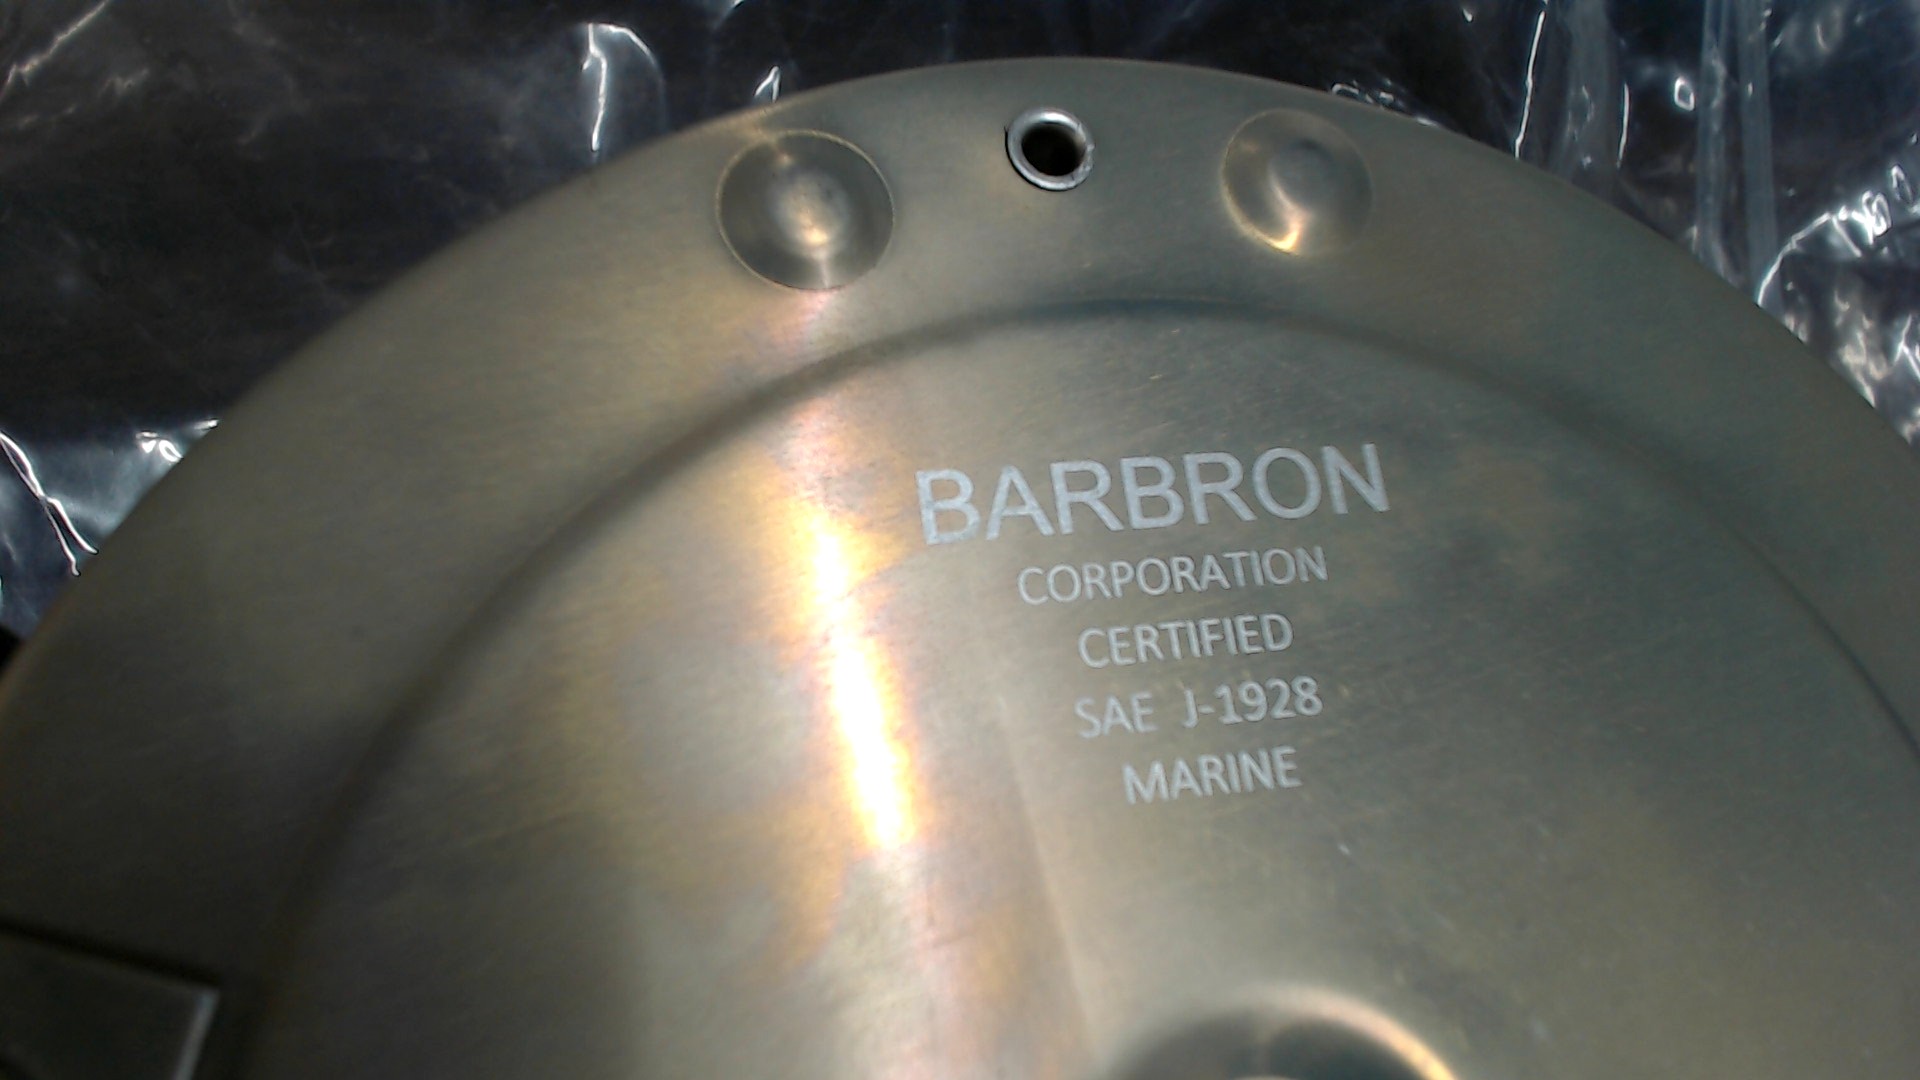 BARBRON
CORPORATION
CERTIFIED
SAE J-1928
MARINE